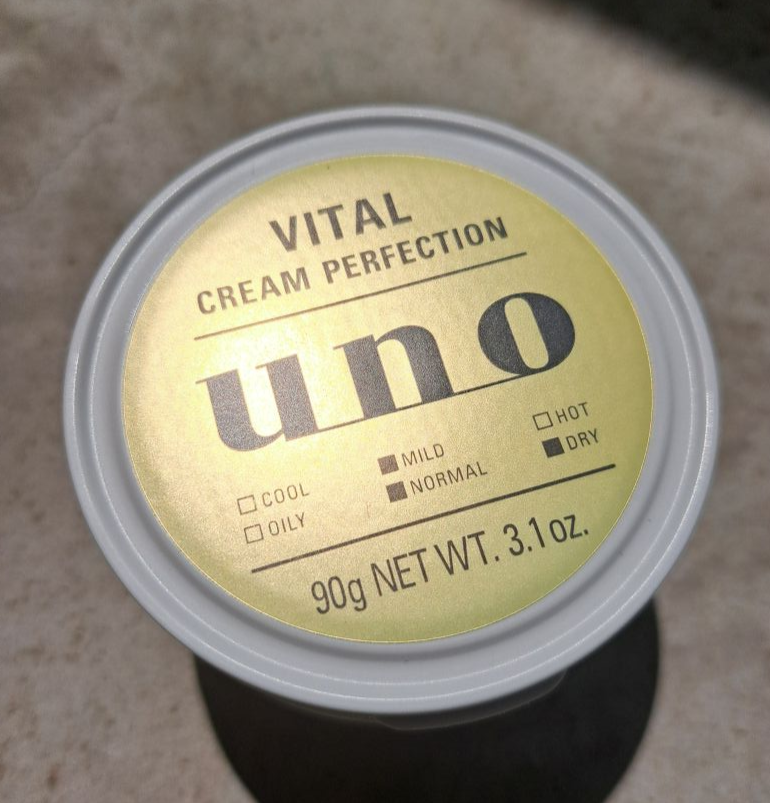 VITAL
CREAM PERFECTION
uno
COOL MILD HOT
OILY NORMAL DRY
90g NET WT. 3.1 oz.